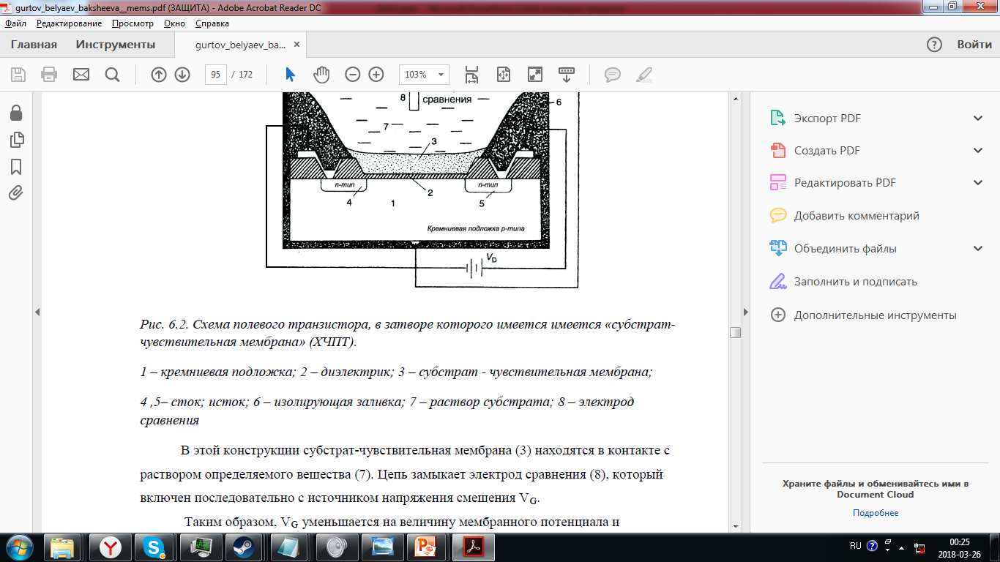 gurtov_belyaev_baksheeva__mems.pdf (ЗАЩИТА) - Adobe Acrobat Reader DC
Файл Редактирование Просмотр Окно Справка
Главная Инструменты gurtov_belyaev_ba... × ? Войти
95 / 172 103%
8 сравнения
6
7
3
n-тип n-тип
4 1 2 5
Кремниевая подложка p-типа
VD
Рис. 6.2. Схема полевого транзистора, в затворе которого имеется имеется «субстрат-
чувствительная мембрана» (ХЧПТ).
1 – кремниевая подложка; 2 – диэлектрик; 3 – субстрат - чувствительная мембрана;
4 ,5– сток; исток; 6 – изолирующая заливка; 7 – раствор субстрата; 8 – электрод
сравнения
В этой конструкции субстрат-чувствительная мембрана (3) находятся в контакте с
раствором определяемого вещества (7). Цепь замыкает электрод сравнения (8), который
включен последовательно с источником напряжения смещения VG.
Таким образом, VG уменьшается на величину мембранного потенциала и
Экспорт PDF
Создать PDF
Редактировать PDF
Добавить комментарий
Объединить файлы
Заполнить и подписать
Дополнительные инструменты
Храните файлы и обменивайтесь ими в
Document Cloud
Подробнее
RU 00:25
2018-03-26